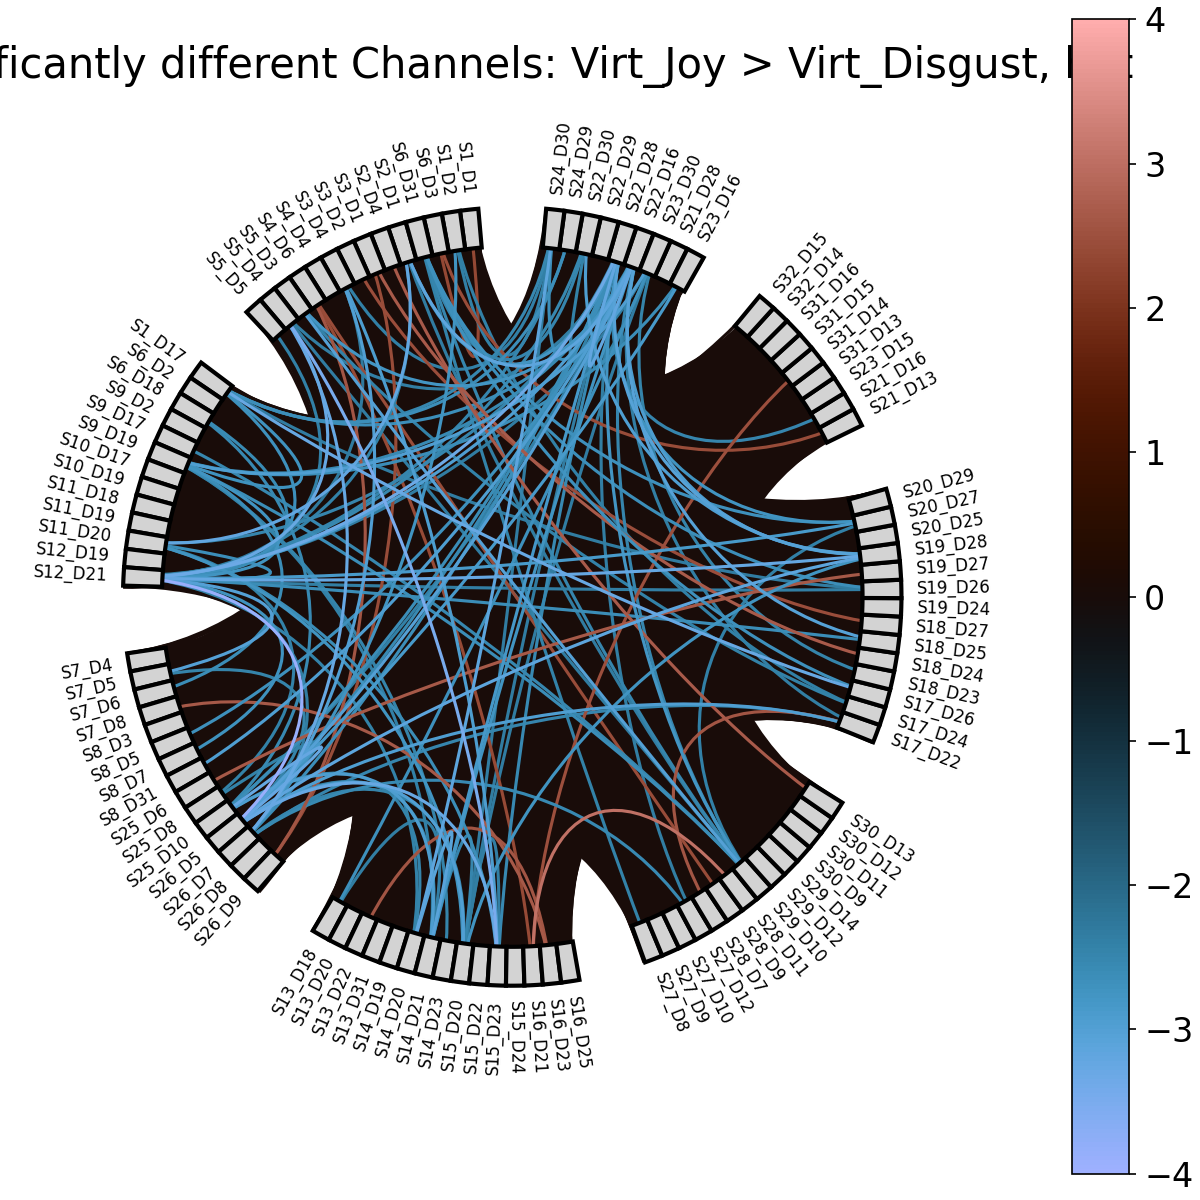 ficantly different Channels: Virt_Joy > Virt_Disgust,
S1_D1
S1_D2
S6_D3
S6_D31
S2_D1
S2_D4
S3_D1
S3_D2
S3_D4
S4_D4
S4_D6
S5_D3
S5_D4
S5_D5
S1_D17
S6_D2
S6_D18
S9_D2
S9_D17
S9_D19
S10_D17
S10_D19
S11_D18
S11_D19
S11_D20
S12_D19
S12_D21
S7_D4
S7_D5
S7_D6
S7_D8
S8_D3
S8_D5
S8_D7
S8_D31
S25_D6
S25_D8
S25_D10
S26_D5
S26_D7
S26_D8
S26_D9
S13_D18
S13_D20
S13_D22
S13_D31
S14_D19
S14_D20
S14_D21
S14_D23
S15_D20
S15_D22
S15_D23
S15_D24
S16_D21
S16_D23
S16_D25
S27_D8
S27_D9
S27_D10
S27_D12
S28_D7
S28_D9
S28_D11
S29_D10
S29_D12
S29_D14
S30_D9
S30_D11
S30_D12
S30_D13
S17_D22
S17_D24
S17_D26
S18_D23
S18_D24
S18_D25
S18_D27
S19_D24
S19_D26
S19_D27
S19_D28
S20_D25
S20_D27
S20_D29
S21_D13
S21_D16
S23_D15
S31_D13
S31_D14
S31_D15
S31_D16
S32_D14
S32_D15
S23_D16
S21_D28
S23_D30
S22_D16
S22_D28
S22_D29
S22_D30
S24_D29
S24_D30
4
3
2
1
0
−1
−2
−3
−4